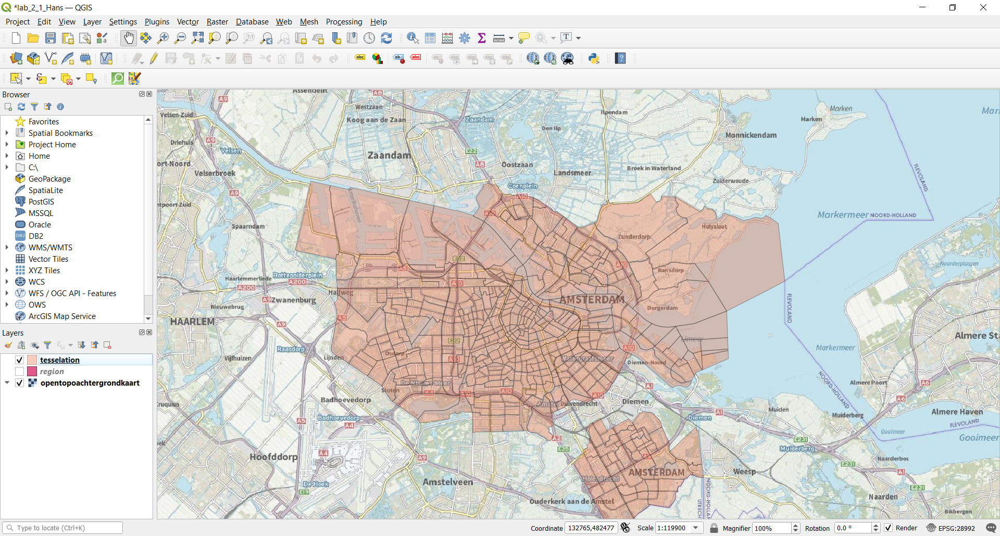 *lab_2_1_Hans — QGIS
Project Edit View Layer Settings Plugins Vector Raster Database Web Mesh Processing Help
Browser
Favorites
Spatial Bookmarks
Project Home
Home
C:\
GeoPackage
SpatiaLite
PostGIS
MSSQL
Oracle
DB2
WMS/WMTS
Vector Tiles
XYZ Tiles
WCS
WFS / OGC API - Features
OWS
ArcGIS Map Service
Layers
tesselation
region
opentopoachtergrondkaart
Assendelft
A8
A9
Westzaan
Velsen-Zuid
Koog aan de Zaan
Zaandam
Ilpendam
Marken
Marken
Den Ilp
Monnickendam
Driehuis
A9
Velsen
E22
Zaandam
ort-Noord
Velserbroek
A8
Oostzaan
Landsmeer
Broek in Waterland
FLEVOLAND
Coenplein
Zuiderwoude
A9
A10
ntpoort-Zuid
Amerikahaven
A10
Markermeer
NOORD-HOLLAND
Spaarndam
Holysloot
Zunderdorp
E22
A10
Noorderplassen
A5
Ransdorp
Rottepolderplein
Haarlemmerliede
A200
A200
A10
Halfweg
A9
Zwanenburg
AMSTERDAM
Nieuwebrug
Durgerdam
FLEVOLAND
HAARLEM
A5
A9
E22
IJmeer
Almere Sta
Raasdorp
A10
Markermeer
Osdorp
Vijfhuizen
Lijnden
A10
Watergraafsmeer
Diemen-Noord
De Nieuwe Meer
NOORD-HOLLAND
Almere Poort
A6
Sloten
A4
A10
A10
A10
A1
Badhoevedorp
Amstel
Duivendrecht
Diemen
A6
Cruquius
Muiden
Almere Haven
A5
Badhoevedorp
Diemen
A1
Muiderberg
A4
FLEVOLAND
Gooimeer
Gooimeer
A2
E35
E231
Muiderberg
Hoofddorp
A4
A9
Naarderbos
E231
A1
AMSTERDAM
Weesp
Amstelveen
Holendrecht
De Hoek
E19
E231
NOORD-HOLLAN
Naarden
Ouderkerk aan de Amstel
UTRECH
Bikbergen
Type to locate (Ctrl+K)
Coordinate 132765,482477 Scale 1:119900 Magnifier 100% Rotation 0.0 ° Render EPSG:28992